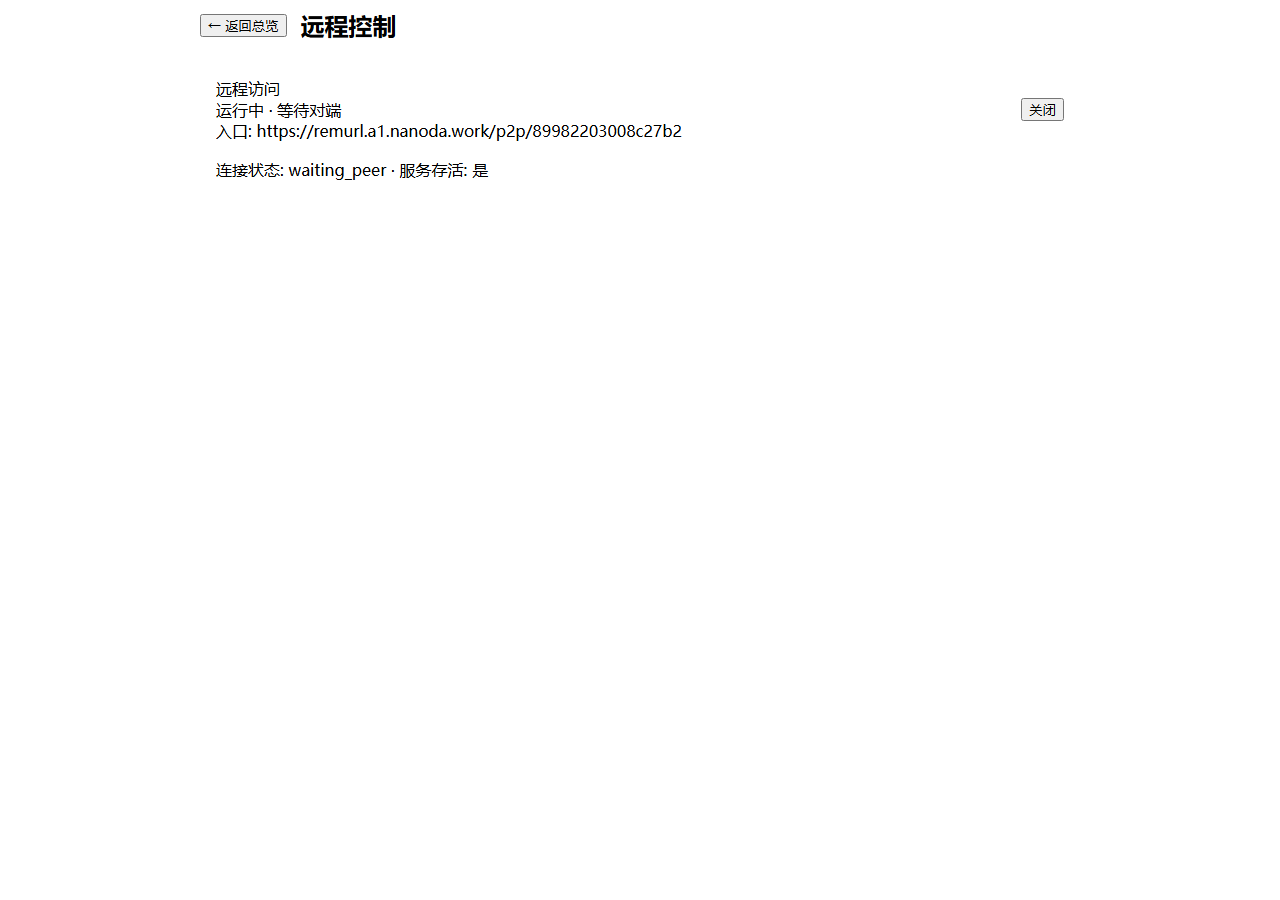 ← 返回总览
远程控制
远程访问
运行中 · 等待对端
关闭
入口: https://remurl.a1.nanoda.work/p2p/89982203008c27b2
连接状态: waiting_peer · 服务存活: 是